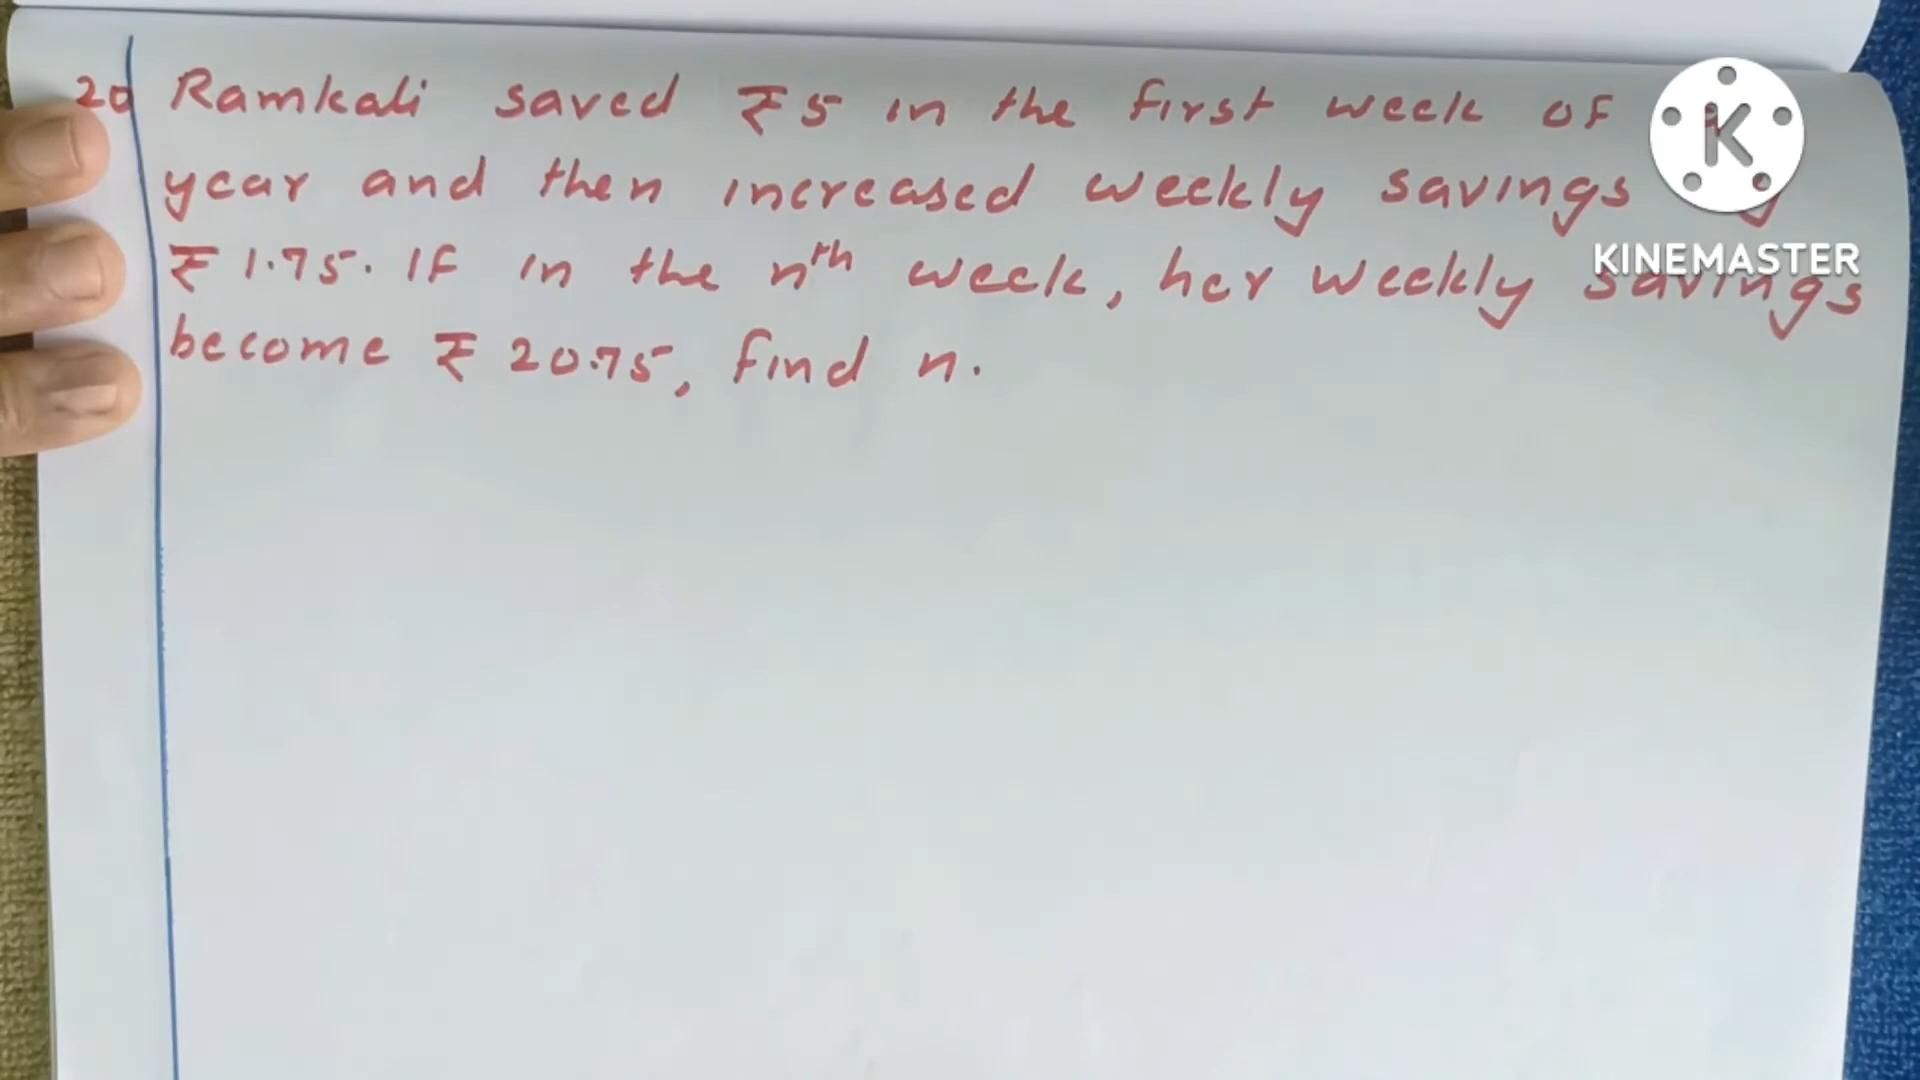 20 Ramkali saved ₹5 in the first week of
year and then increased weekly savings
₹1.75. If in the nth week, her weekly savings
become ₹20.75, find n.
K
KINEMASTER